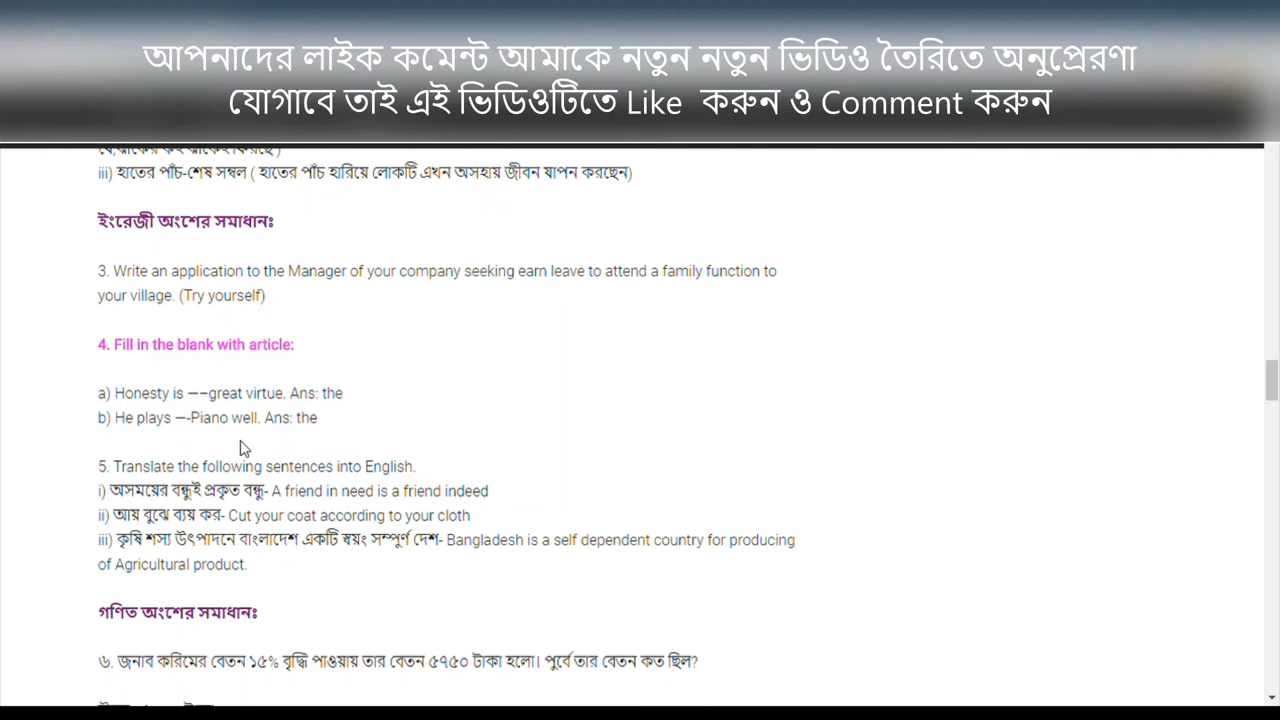 আপনাদের লাইক কমেন্ট আমাকে নতুন নতুন ভিডিও তৈরিতে অনুপ্রেরণা
যোগাবে তাই এই ভিডিওটিতে Like করুন ও Comment করুন
iii) হাতের পাঁচ-শেষ সম্বল ( হাতের পাঁচ হারিয়ে লোকটি এখন অসহায় জীবন যাপন করছেন)
ইংরেজী অংশের সমাধানঃ
3. Write an application to the Manager of your company seeking earn leave to attend a family function to
your village. (Try yourself)
4. Fill in the blank with article:
a) Honesty is —–great virtue. Ans: the
b) He plays —-Piano well. Ans: the
5. Translate the following sentences into English.
i) অসময়ের বন্ধুই প্রকৃত বন্ধু- A friend in need is a friend indeed
ii) আয় বুঝে ব্যয় কর- Cut your coat according to your cloth
iii) কৃষি শস্য উৎপাদনে বাংলাদেশ একটি স্বয়ং সম্পুর্ণ দেশ- Bangladesh is a self dependent country for producing
of Agricultural product.
গণিত অংশের সমাধানঃ
৬. জনাব করিমের বেতন ১৫% বৃদ্ধি পাওয়ায় তার বেতন ৫৭৫০ টাকা হলো। পুর্বে তার বেতন কত ছিল?